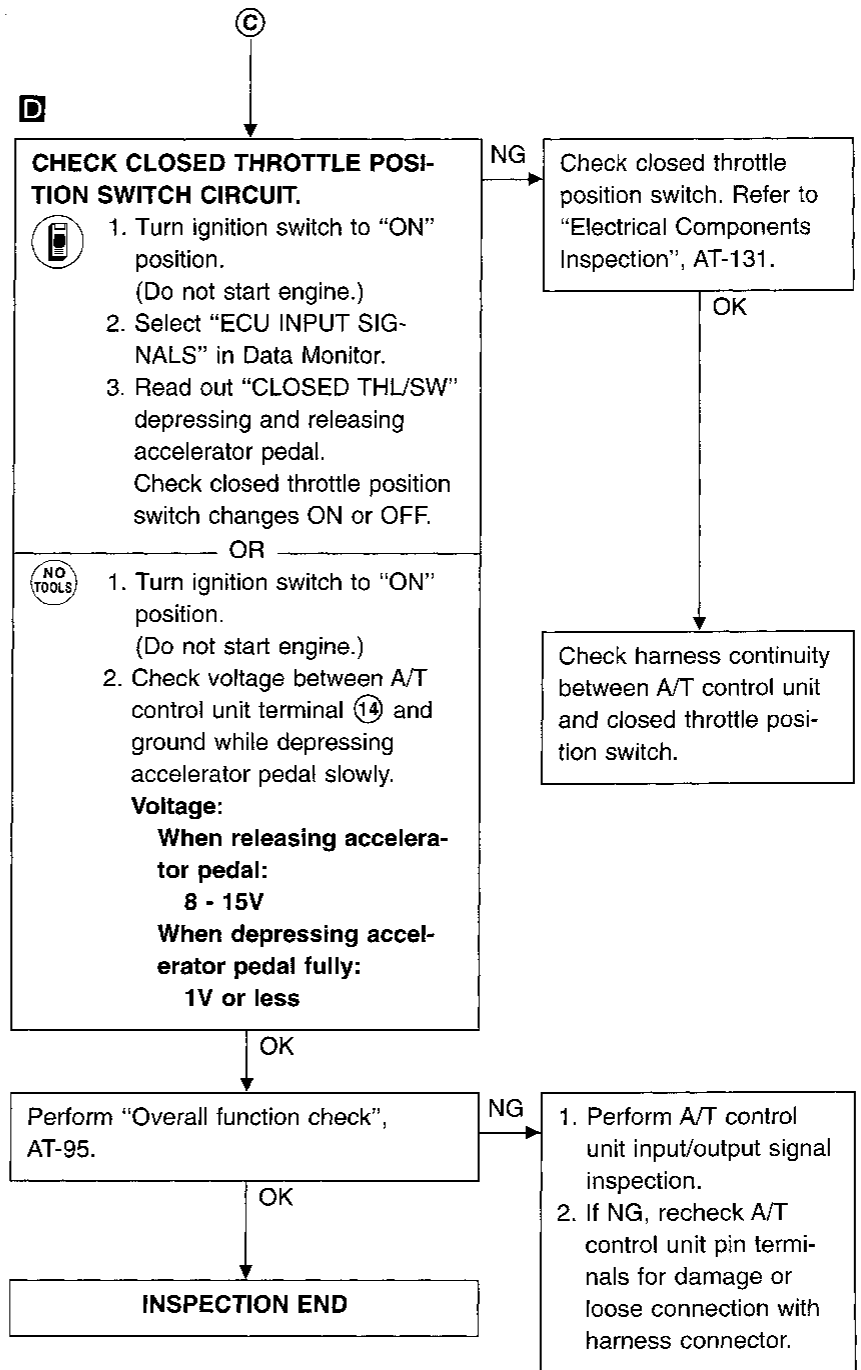 C
D
CHECK CLOSED THROTTLE POSI-
TION SWITCH CIRCUIT.
1. Turn ignition switch to “ON”
position.
(Do not start engine.)
2. Select “ECU INPUT SIG-
NALS” in Data Monitor.
3. Read out “CLOSED THL/SW”
depressing and releasing
accelerator pedal.
Check closed throttle position
switch changes ON or OFF.
OR
NO
TOOLS
1. Turn ignition switch to “ON”
position.
(Do not start engine.)
2. Check voltage between A/T
control unit terminal 14 and
ground while depressing
accelerator pedal slowly.
Voltage:
When releasing accelera-
tor pedal:
8 - 15V
When depressing accel-
erator pedal fully:
1V or less
NG
Check closed throttle
position switch. Refer to
“Electrical Components
Inspection”, AT-131.
OK
Check harness continuity
between A/T control unit
and closed throttle posi-
tion switch.
OK
Perform “Overall function check”,
AT-95.
NG
1. Perform A/T control
unit input/output signal
inspection.
2. If NG, recheck A/T
control unit pin termi-
nals for damage or
loose connection with
harness connector.
OK
INSPECTION END